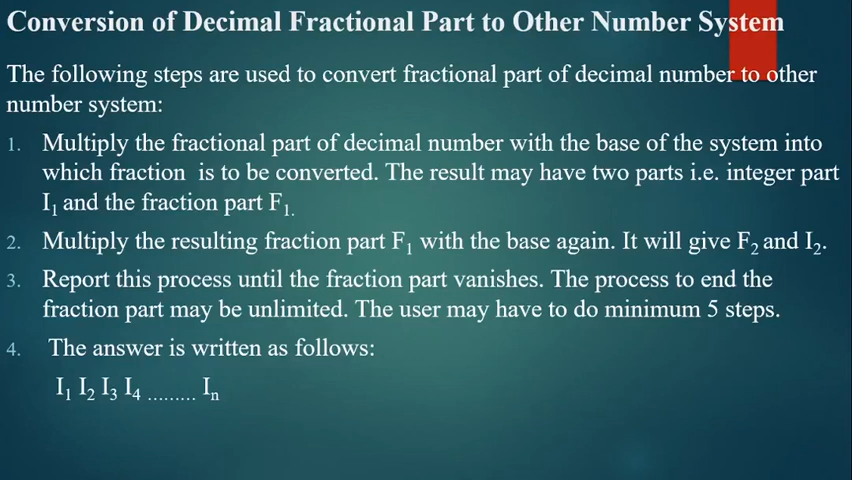 Conversion of Decimal Fractional Part to Other Number System
The following steps are used to convert fractional part of decimal number to other
number system:
1. Multiply the fractional part of decimal number with the base of the system into
which fraction is to be converted. The result may have two parts i.e. integer part
I₁ and the fraction part F₁.
2. Multiply the resulting fraction part F₁ with the base again. It will give F₂ and I₂.
3. Report this process until the fraction part vanishes. The process to end the
fraction part may be unlimited. The user may have to do minimum 5 steps.
4. The answer is written as follows:
I₁ I₂ I₃ I₄ ......... Iₙ